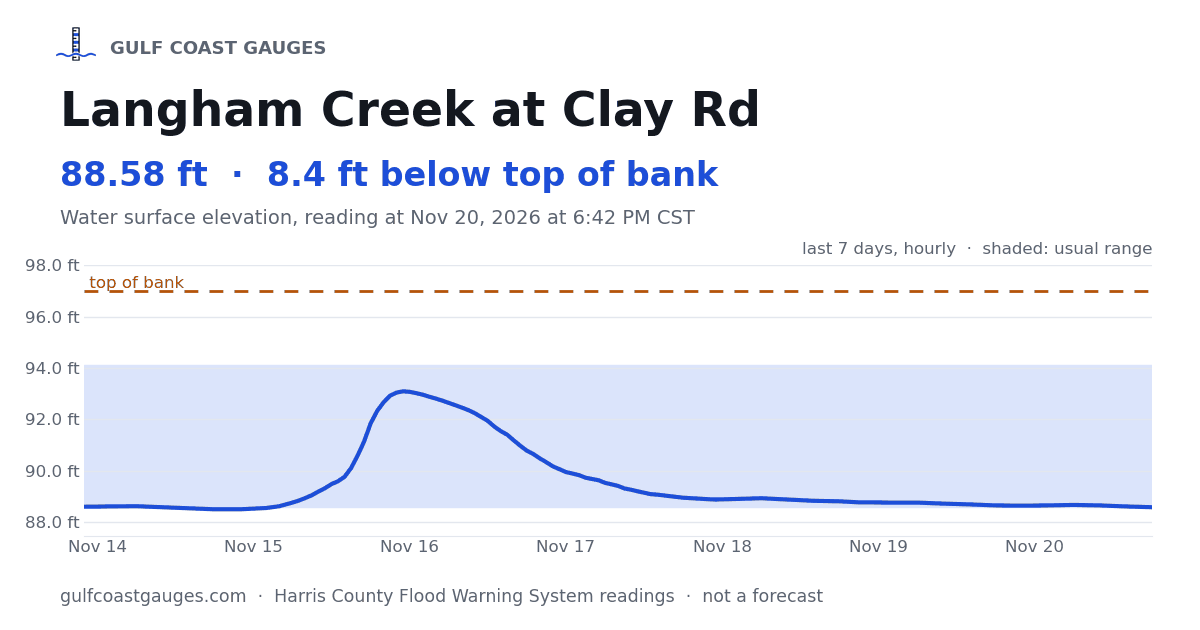 GULF COAST GAUGES
Langham Creek at Clay Rd
88.58 ft · 8.4 ft below top of bank
Water surface elevation, reading at Nov 20, 2026 at 6:42 PM CST
last 7 days, hourly · shaded: usual range
98.0 ft
top of bank
96.0 ft
94.0 ft
92.0 ft
90.0 ft
88.0 ft
Nov 14 Nov 15 Nov 16 Nov 17 Nov 18 Nov 19 Nov 20
gulfcoastgauges.com · Harris County Flood Warning System readings · not a forecast